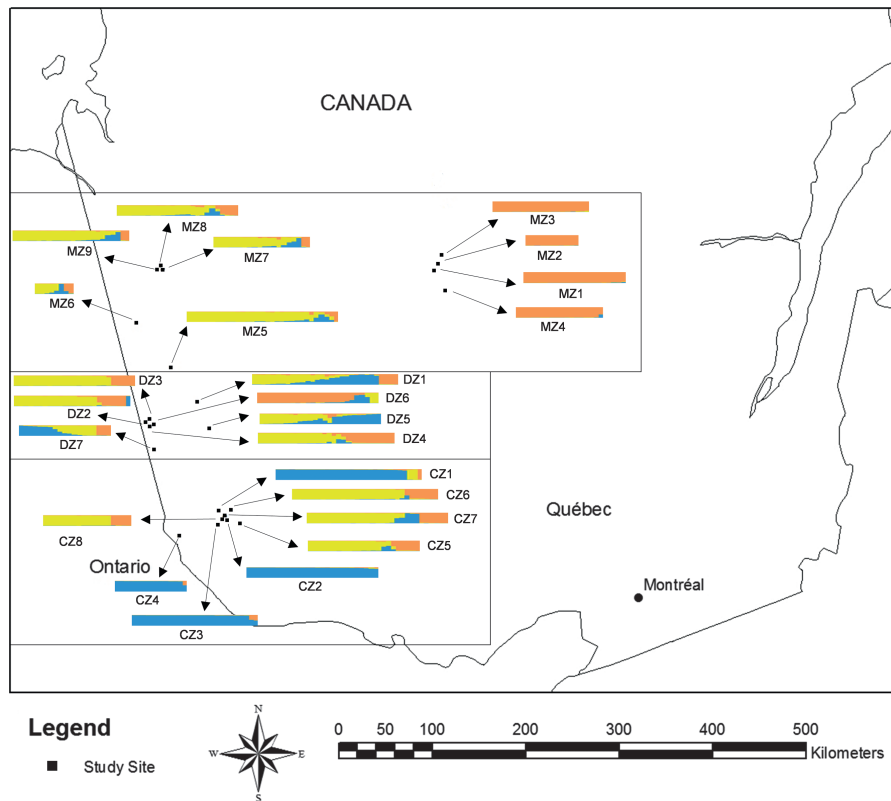 CANADA
MZ8
MZ3
MZ9
MZ7
MZ2
MZ6
MZ1
MZ5
MZ4
DZ3
DZ1
DZ2
DZ6
DZ7
DZ5
DZ4
CZ1
CZ6
CZ8
CZ7
Québec
CZ5
Ontario
CZ4
CZ2
Montréal
CZ3
Legend
Study Site
N
W
E
S
0 50 100 200 300 400 500
Kilometers